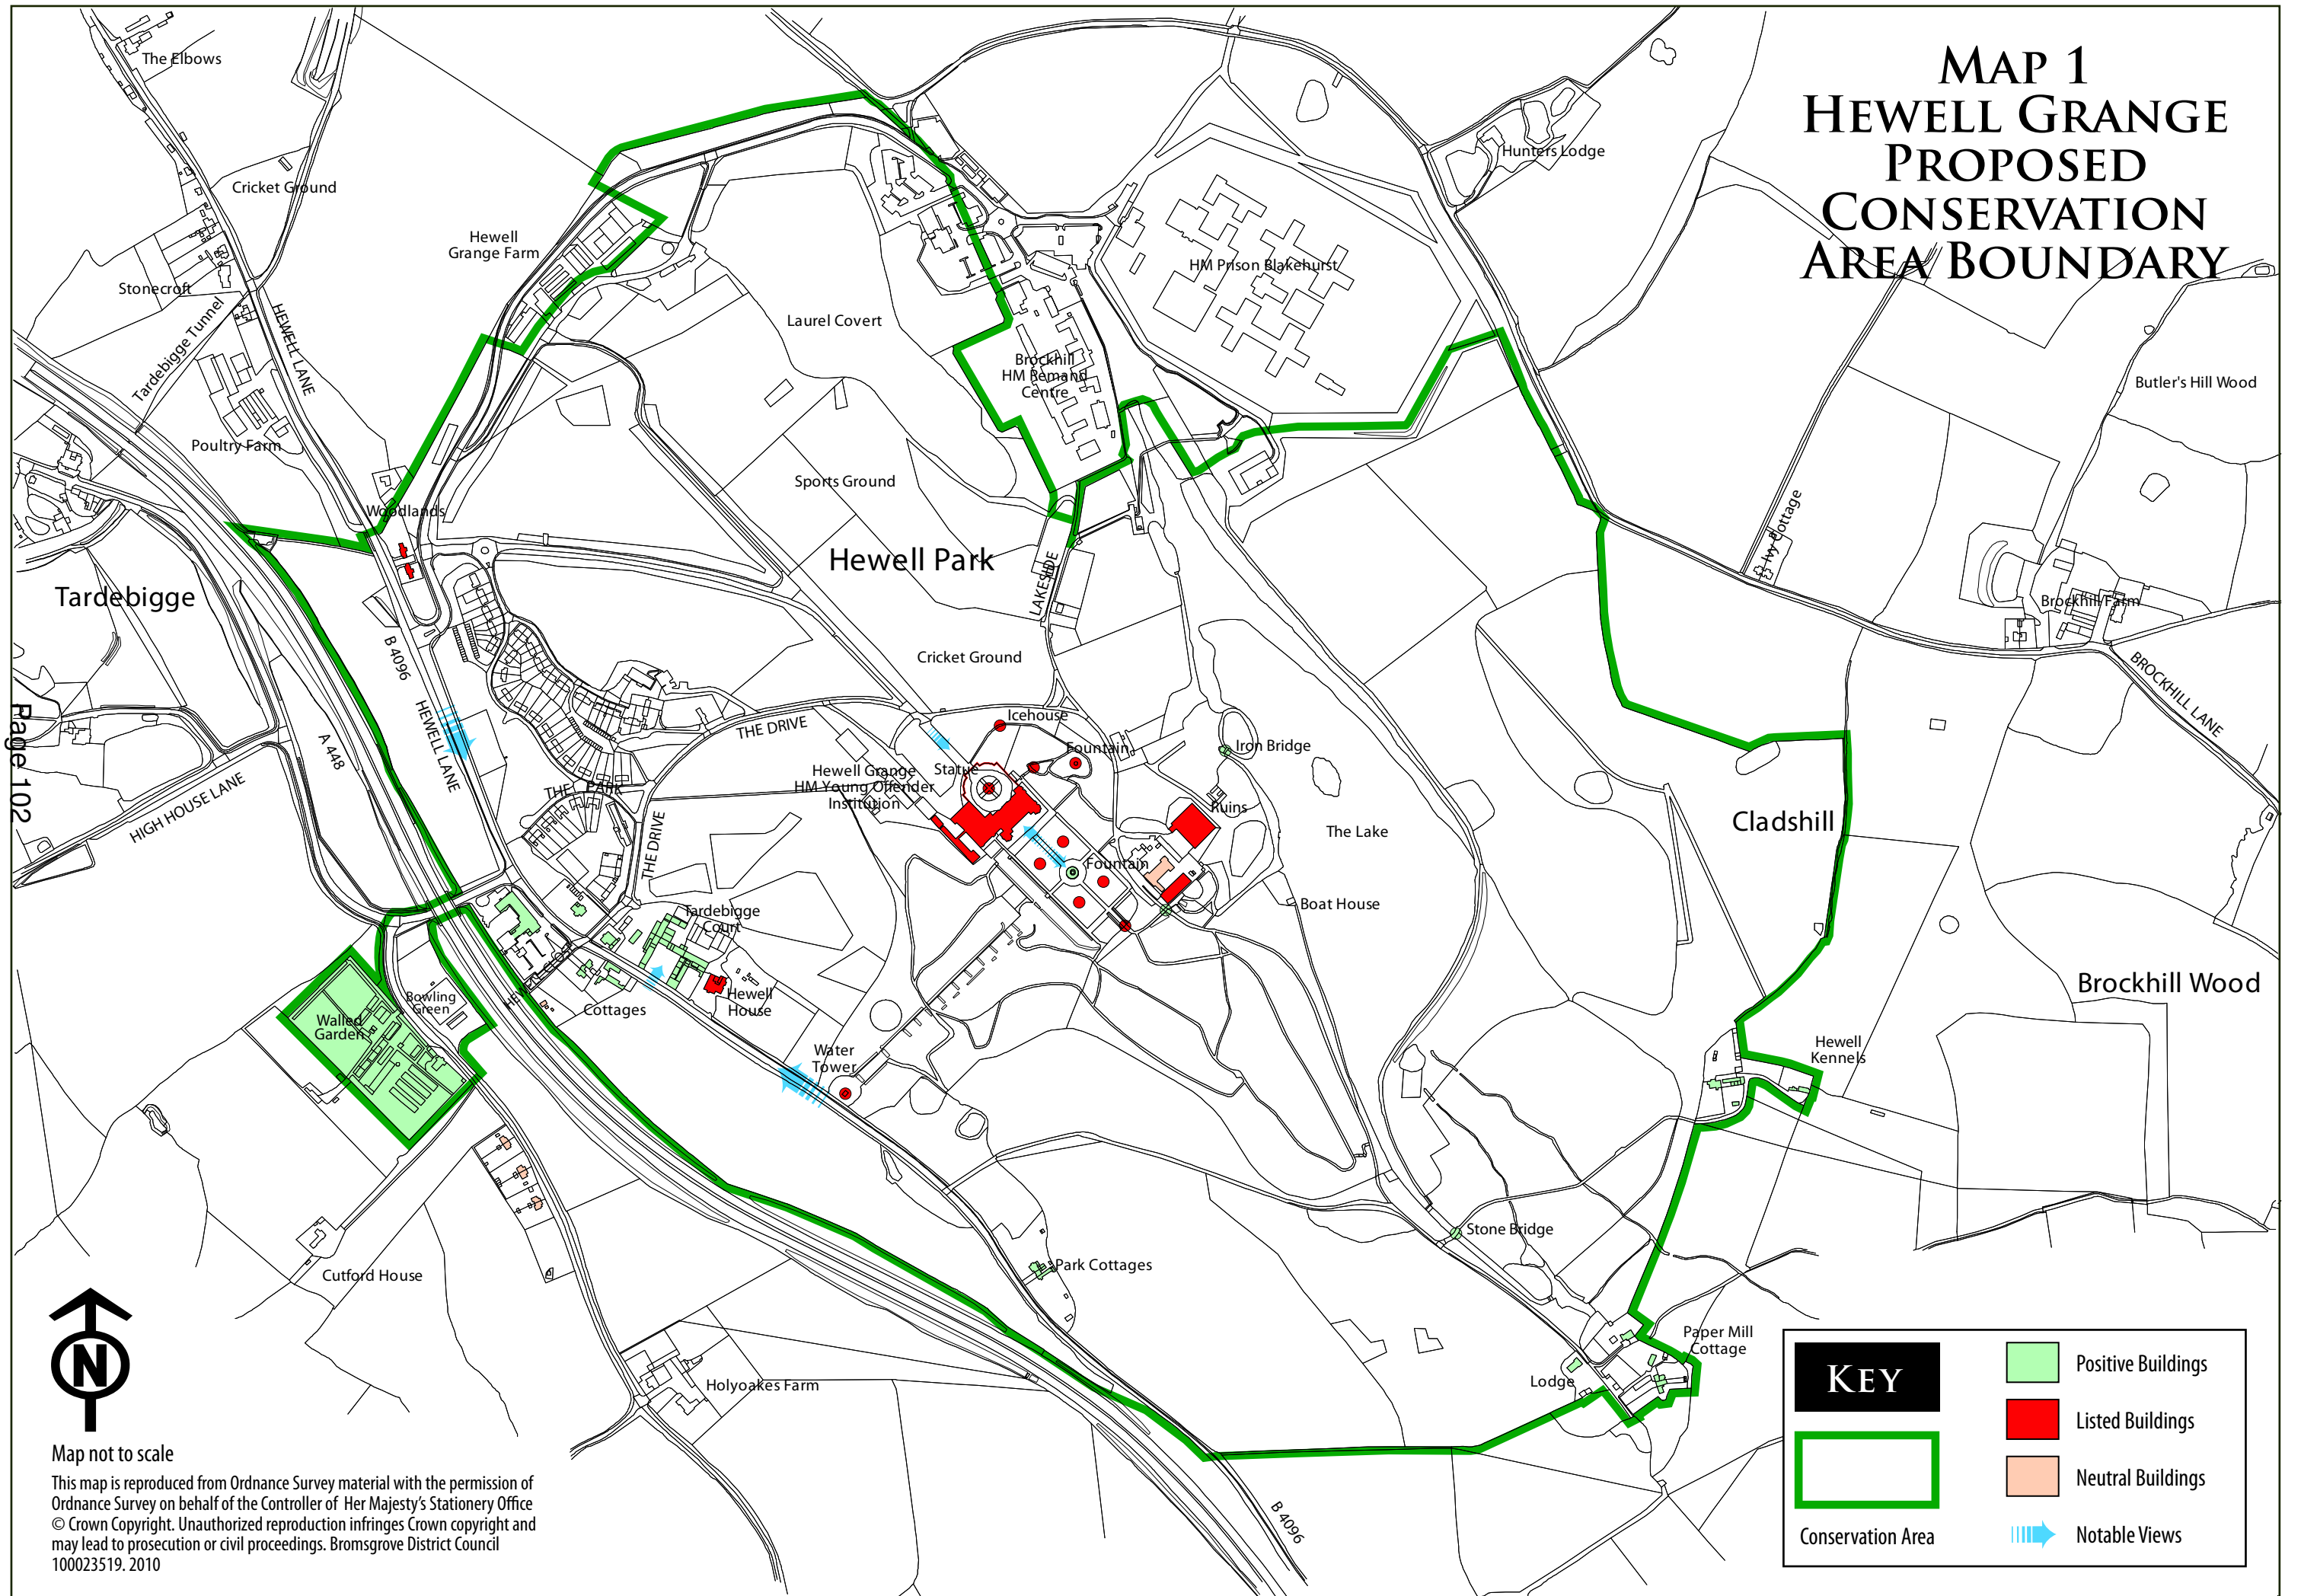 MAP 1
HEWELL GRANGE
PROPOSED
CONSERVATION
AREA BOUNDARY
The Elbows
Cricket Ground
Hunters Lodge
Hewell
Grange Farm
Stonecroft
HM Prison Blakehurst
Tardebigge Tunnel
HEWELL LANE
Laurel Covert
Brockhill
HM Remand
Centre
Butler's Hill Wood
Poultry Farm
Sports Ground
Woodlands
Ivy Cottage
Hewell Park
LAKESIDE
Tardebigge
Brockhill Farm
B 4096
Cricket Ground
BROCKHILL LANE
Page 102
A 448
HEWELL LANE
THE DRIVE
Icehouse
Fountain
Iron Bridge
Statue
Hewell Grange
HM Young Offender
Institution
THE PARK
HIGH HOUSE LANE
Ruins
The Lake
Cladshill
THE DRIVE
Fountain
Boat House
Tardebigge
Court
Brockhill Wood
Bowling
Green
Cottages
Hewell
House
Walled
Garden
Water
Tower
Hewell
Kennels
Stone Bridge
Park Cottages
Cutford House
Paper Mill
Cottage
Lodge
Holyoakes Farm
B 4096
N
Map not to scale
This map is reproduced from Ordnance Survey material with the permission of
Ordnance Survey on behalf of the Controller of Her Majesty's Stationery Office
© Crown Copyright. Unauthorized reproduction infringes Crown copyright and
may lead to prosecution or civil proceedings. Bromsgrove District Council
100023519. 2010
KEY
Conservation Area
Positive Buildings
Listed Buildings
Neutral Buildings
Notable Views